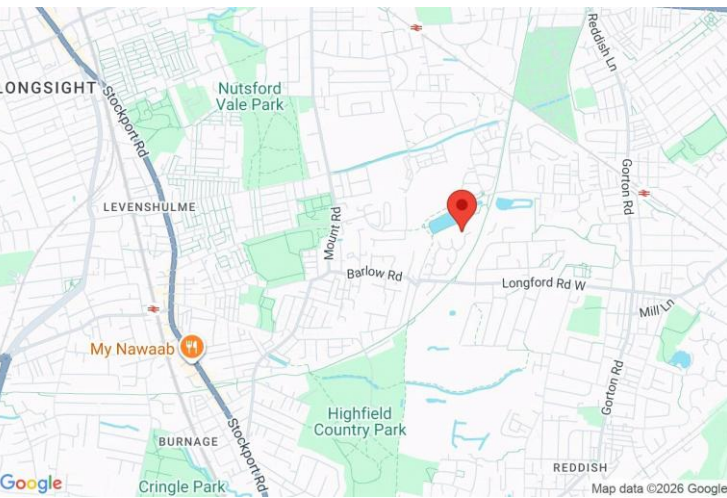 Reddish Ln
LONGSIGHT
Stockport Rd
Nutsford
Vale Park
Gorton Rd
LEVENSHULME
Mount Rd
Barlow Rd
Longford Rd W
Mill Ln
My Nawaab
Gorton Rd
Highfield
Country Park
Stockport Rd
BURNAGE
REDDISH
Google
Cringle Park
Map data ©2026 Google